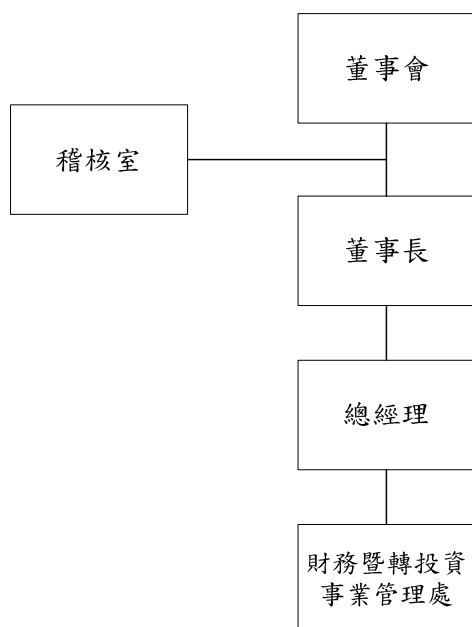 董事會
稽核室
董事長
總經理
財務暨轉投資
事業管理處